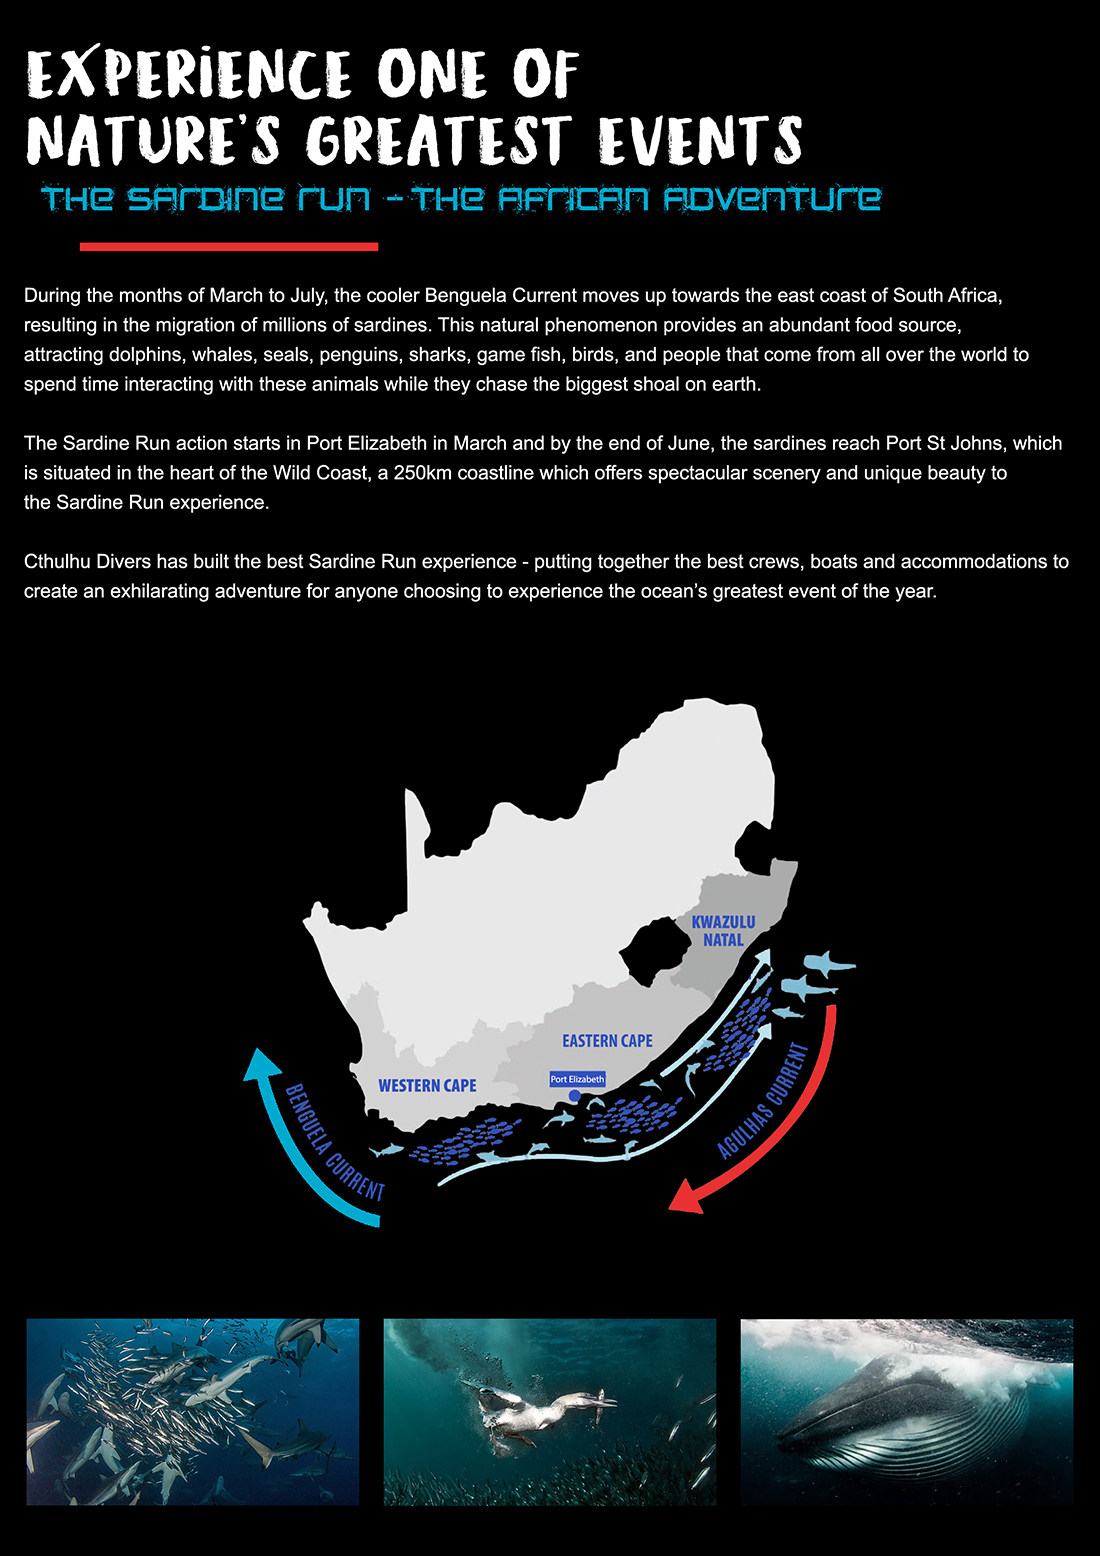 EXPERIENCE ONE OF
NATURE'S GREATEST EVENTS
THE SARDINE RUN - THE AFRICAN ADVENTURE
During the months of March to July, the cooler Benguela Current moves up towards the east coast of South Africa,
resulting in the migration of millions of sardines. This natural phenomenon provides an abundant food source,
attracting dolphins, whales, seals, penguins, sharks, game fish, birds, and people that come from all over the world to
spend time interacting with these animals while they chase the biggest shoal on earth.
The Sardine Run action starts in Port Elizabeth in March and by the end of June, the sardines reach Port St Johns, which
is situated in the heart of the Wild Coast, a 250km coastline which offers spectacular scenery and unique beauty to
the Sardine Run experience.
Cthulhu Divers has built the best Sardine Run experience - putting together the best crews, boats and accommodations to
create an exhilarating adventure for anyone choosing to experience the ocean's greatest event of the year.
KWAZULU
NATAL
EASTERN CAPE
Port Elizabeth
WESTERN CAPE
BENGUELA CURRENT
AGULHAS CURRENT